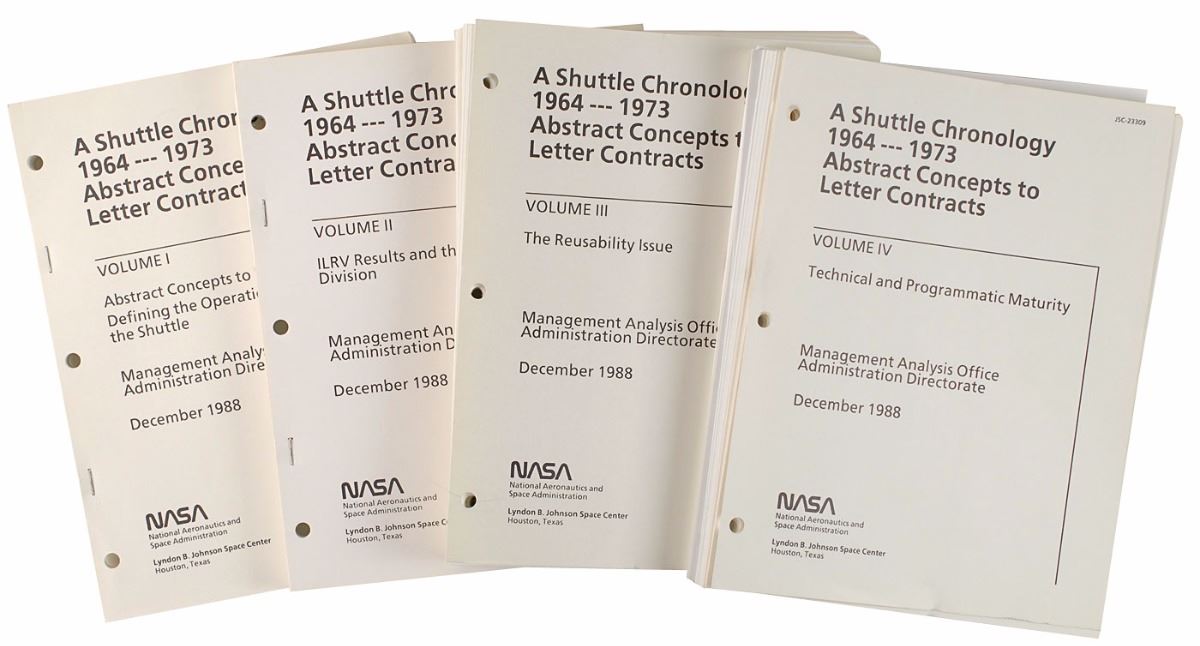 A Shuttle Chron
1964 --- 1973
Abstract Conce
Letter Contract
VOLUME I
Abstract Concepts to
Defining the Operati
the Shuttle
Management Analy
Administration Dire
December 1988
NASA
National Aeronautics and
Space Administration
Lyndon B. Johnson Space Center
Houston, Texas
A Shuttle Chro
1964 --- 1973
Abstract Conc
Letter Contra
VOLUME II
ILRV Results and th
Division
Management An
Administration D
December 1988
NASA
National Aeronautics and
Space Administration
Lyndon B. Johnson Space C
Houston, Texas
A Shuttle Chronolo
1964 --- 1973
Abstract Concepts t
Letter Contracts
VOLUME III
The Reusability Issue
Management Analysis Offi
Administration Directorate
December 1988
NASA
National Aeronautics and
Space Administration
Lyndon B. Johnson Space Center
Houston, Texas
JSC-23309
A Shuttle Chronology
1964 --- 1973
Abstract Concepts to
Letter Contracts
VOLUME IV
Technical and Programmatic Maturity
Management Analysis Office
Administration Directorate
December 1988
NASA
National Aeronautics and
Space Administration
Lyndon B. Johnson Space Center
Houston, Texas